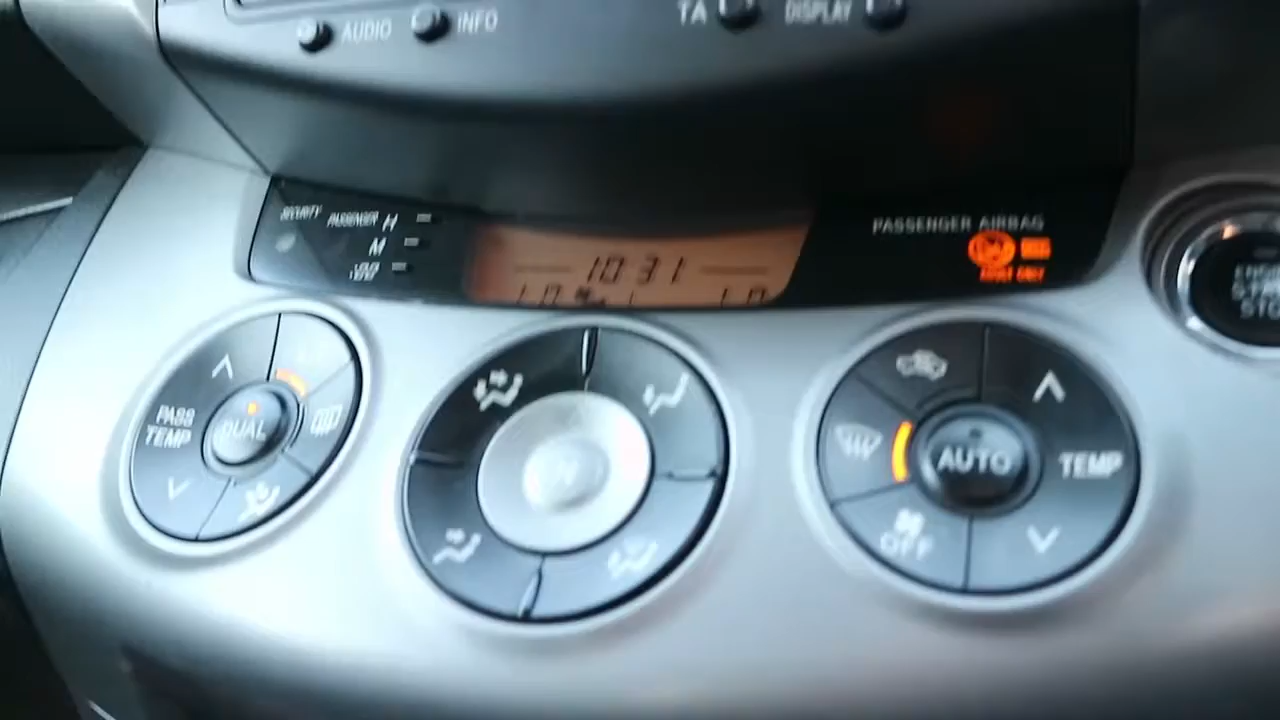 AUDIO
INFO
TA
DISPLAY
SECURITY
PASSENGER
H
M
10 31
PASSENGER AIRBAG
PASS
TEMP
DUAL
AUTO
TEMP
OFF